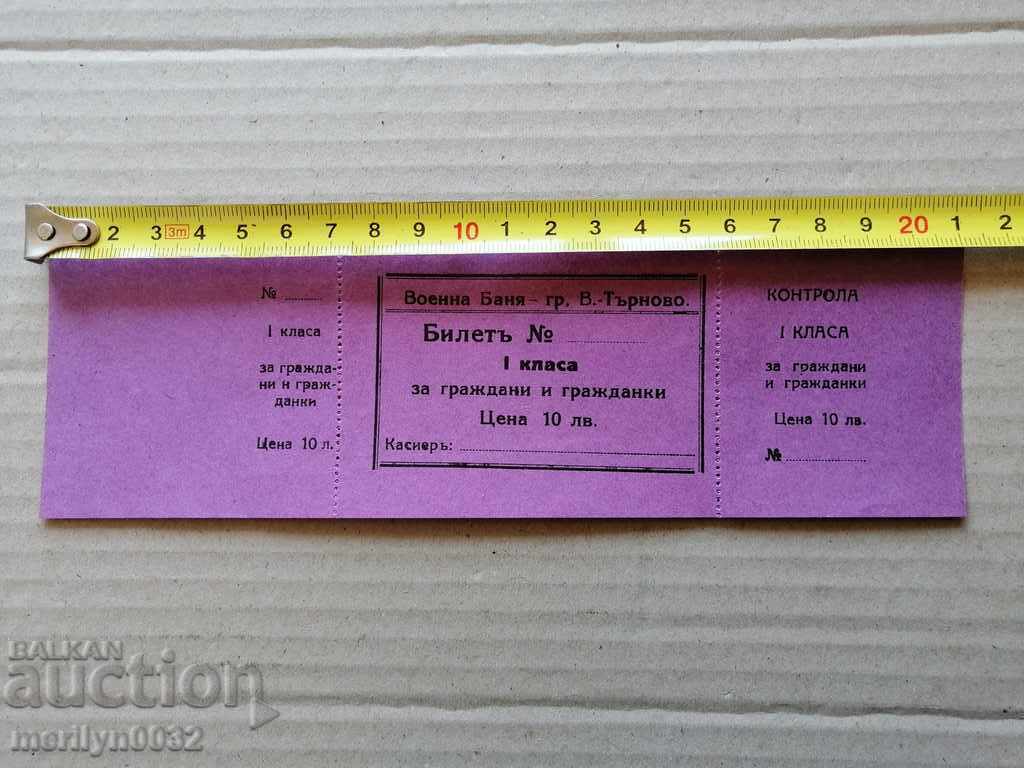 2 3 3m 4 5 6 7 8 9 10 1 2 3 4 5 6 7 8 9 20 1 2
№ ........
I класа
за гражда-
ни и граж-
данки
Цена 10 л.
Военна Баня – гр, В.-Търново.
Билетъ № ................
I класа
за граждани и гражданки
Цена 10 лв.
Касиеръ: ................................
КОНТРОЛА
I КЛАСА
за граждани
и гражданки
Цена 10 лв.
№ ................
BALKAN
auction
merilyn0032